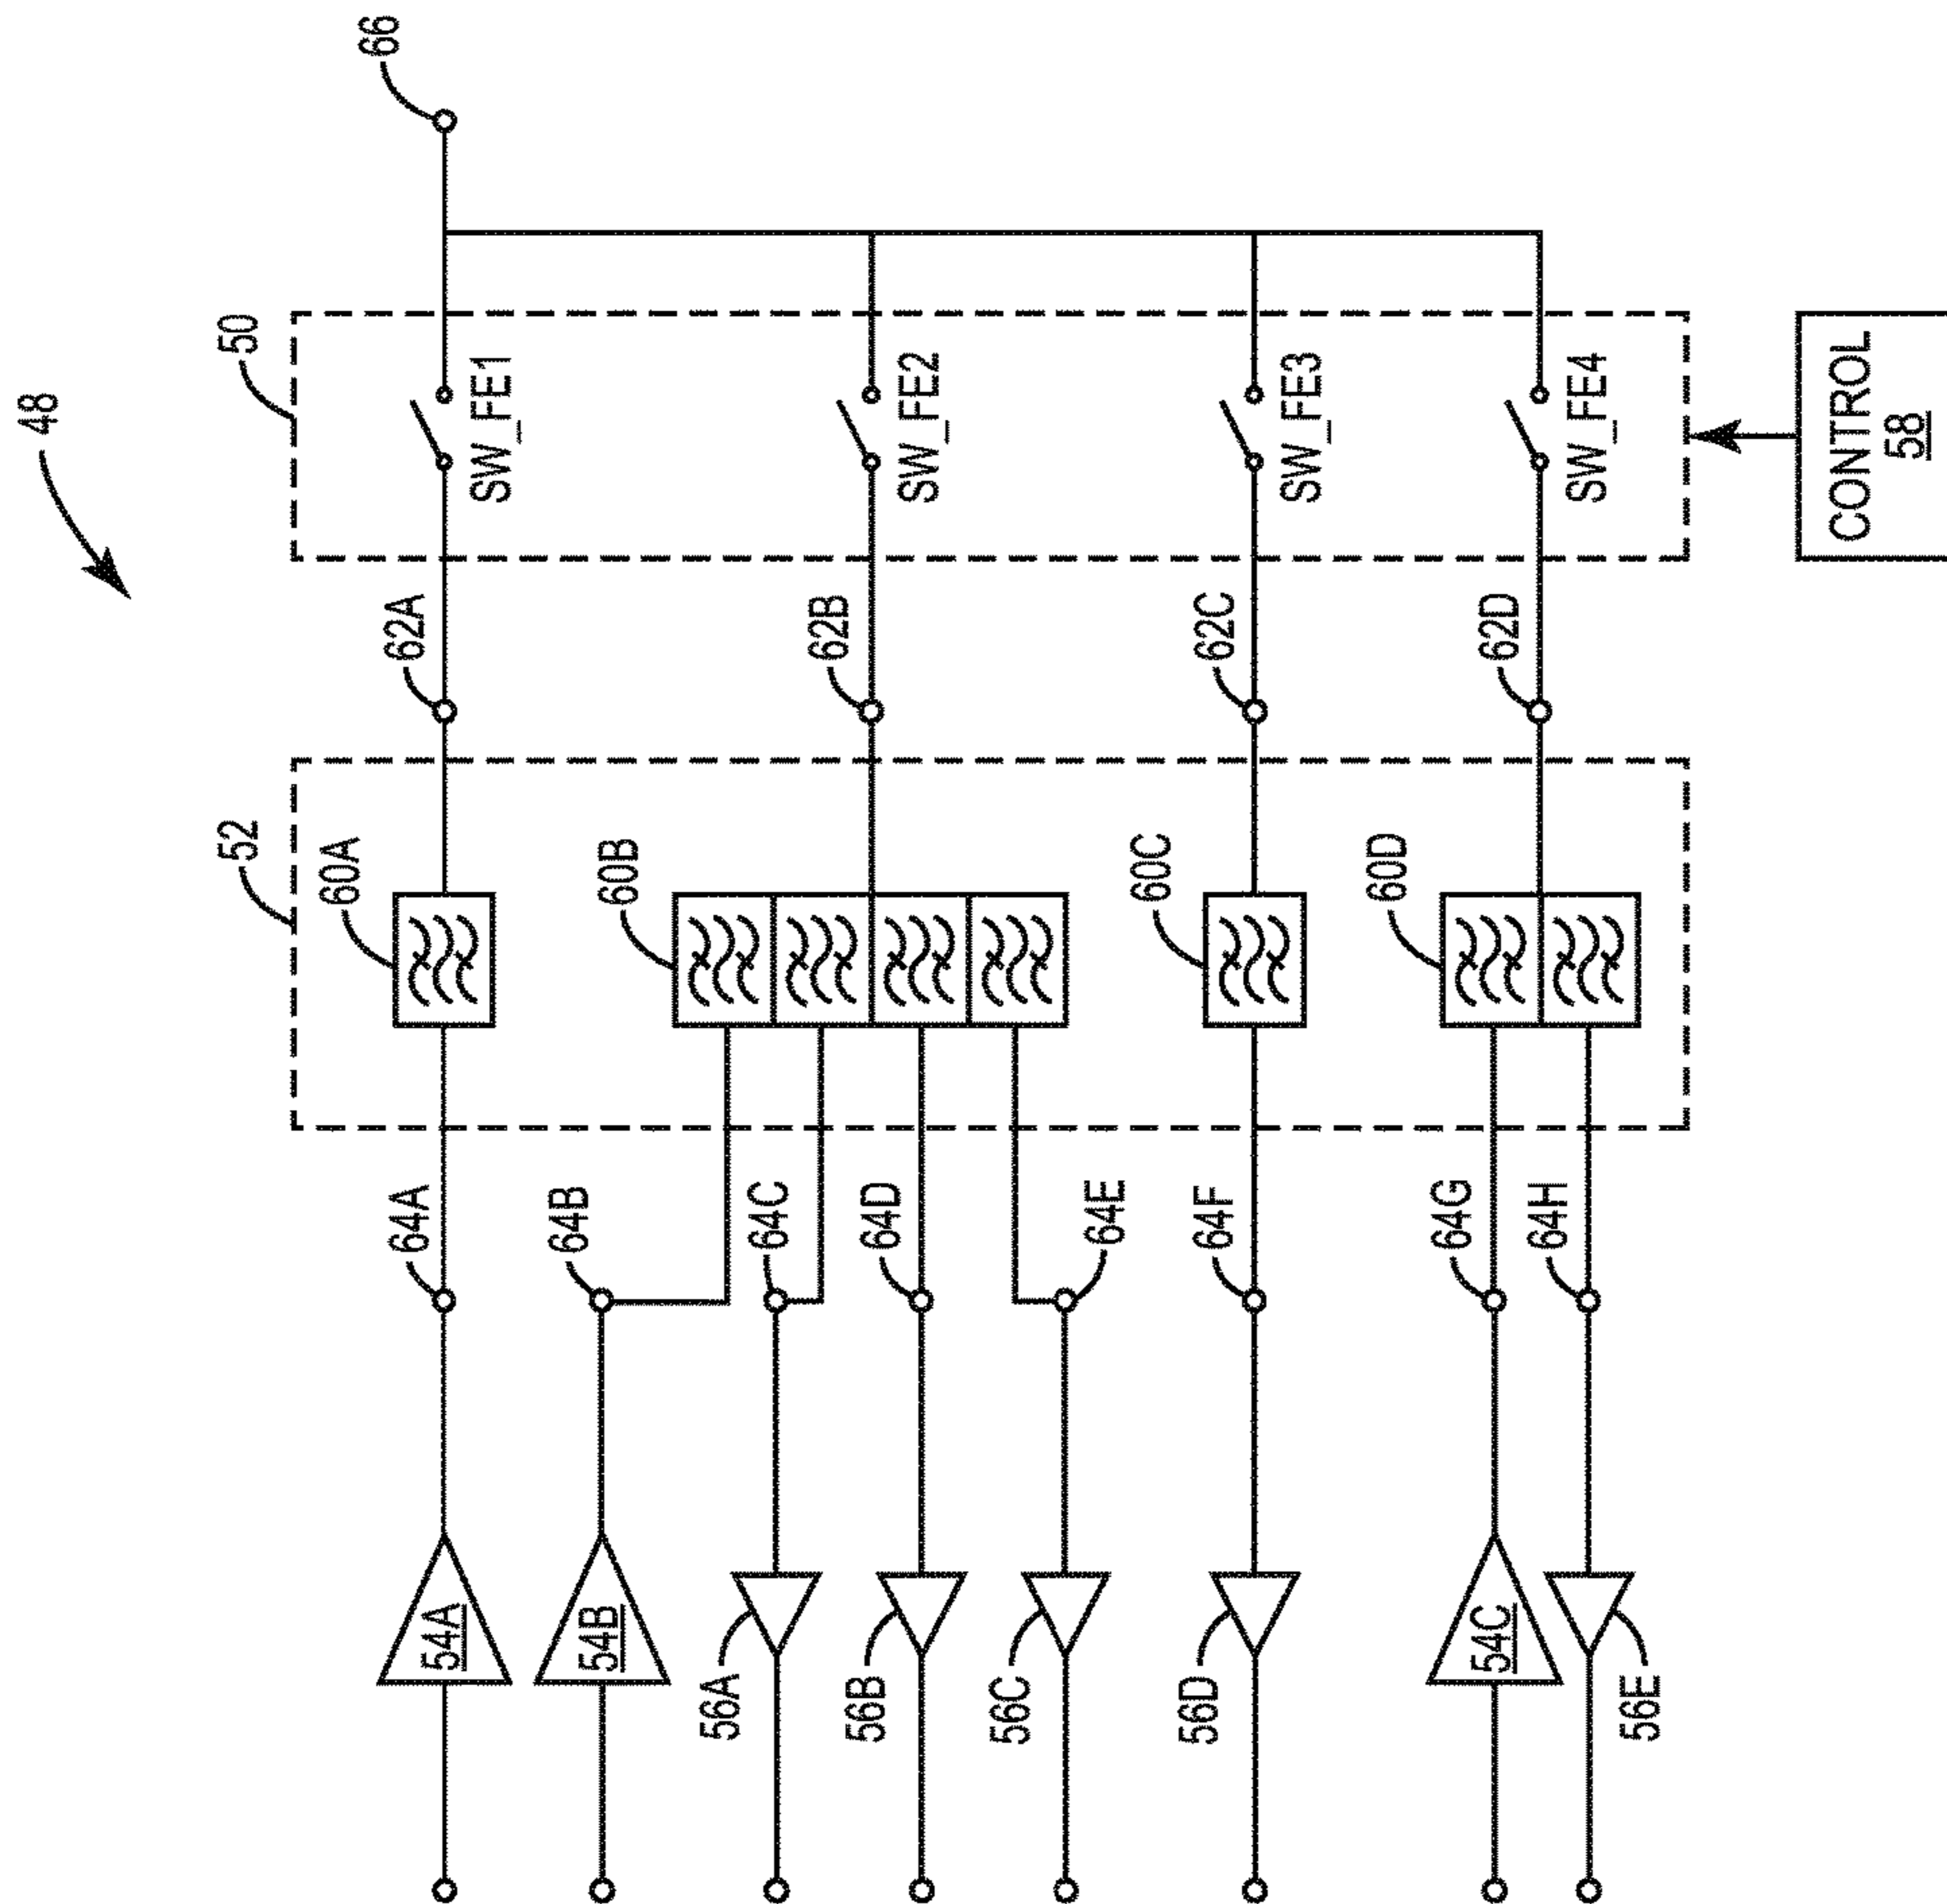 48
66
50
SW_FE1
SW_FE2
SW_FE3
SW_FE4
CONTROL
58
62A
62B
62C
62D
52
60A
60B
60C
60D
64A
64B
64C
64D
64E
64F
64G
64H
54A
54B
56A
56B
56C
56D
54C
56E